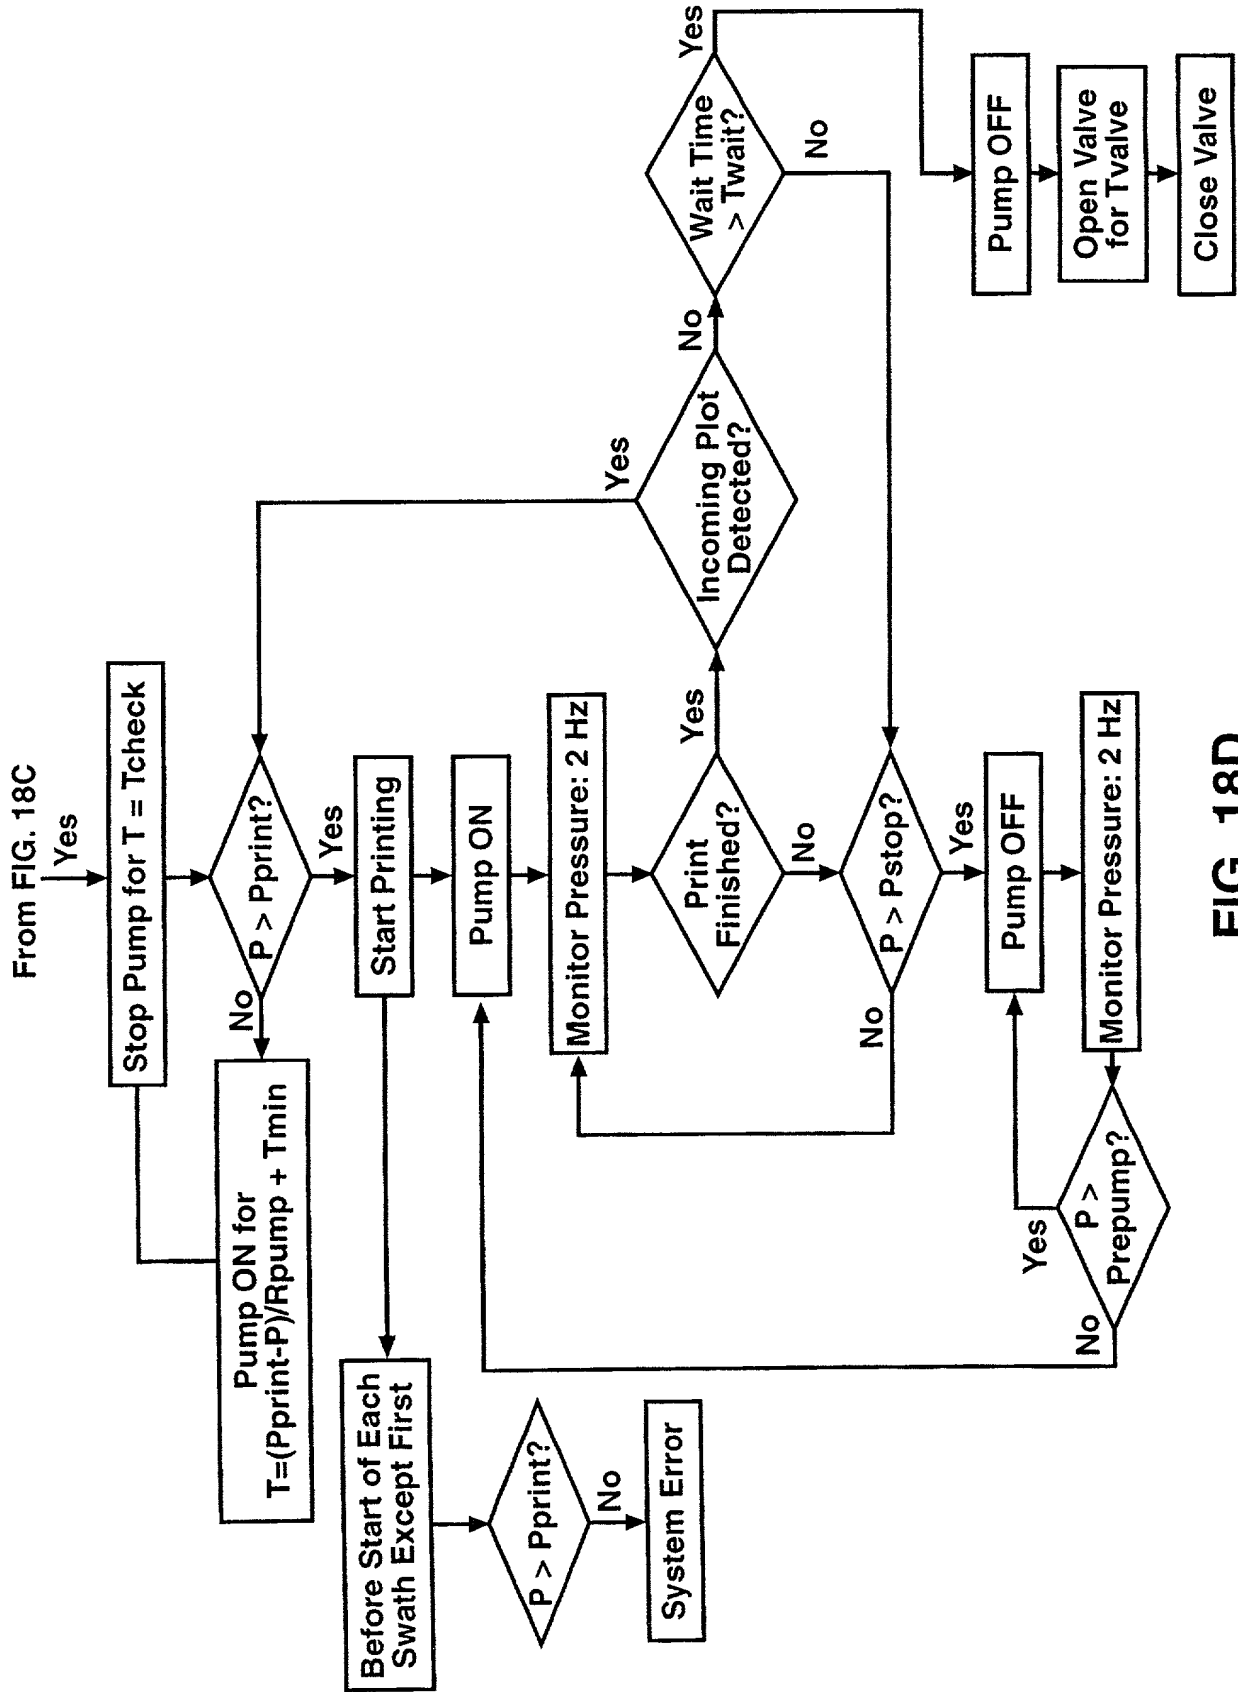 From FIG. 18C
Yes
Stop Pump for T = Tcheck
P > Pprint?
No
Pump ON for
T=(Pprint-P)/Rpump + Tmin
Yes
Start Printing
Before Start of Each
Swath Except First
P > Pprint?
No
System Error
Pump ON
Monitor Pressure: 2 Hz
Print
Finished?
Yes
No
Incoming Plot
Detected?
Yes
No
Wait Time
> Twait?
Yes
No
Pump OFF
Open Valve
for Tvalve
Close Valve
P > Pstop?
No
Yes
Pump OFF
Monitor Pressure: 2 Hz
P >
Prepump?
Yes
No
FIG. 18D